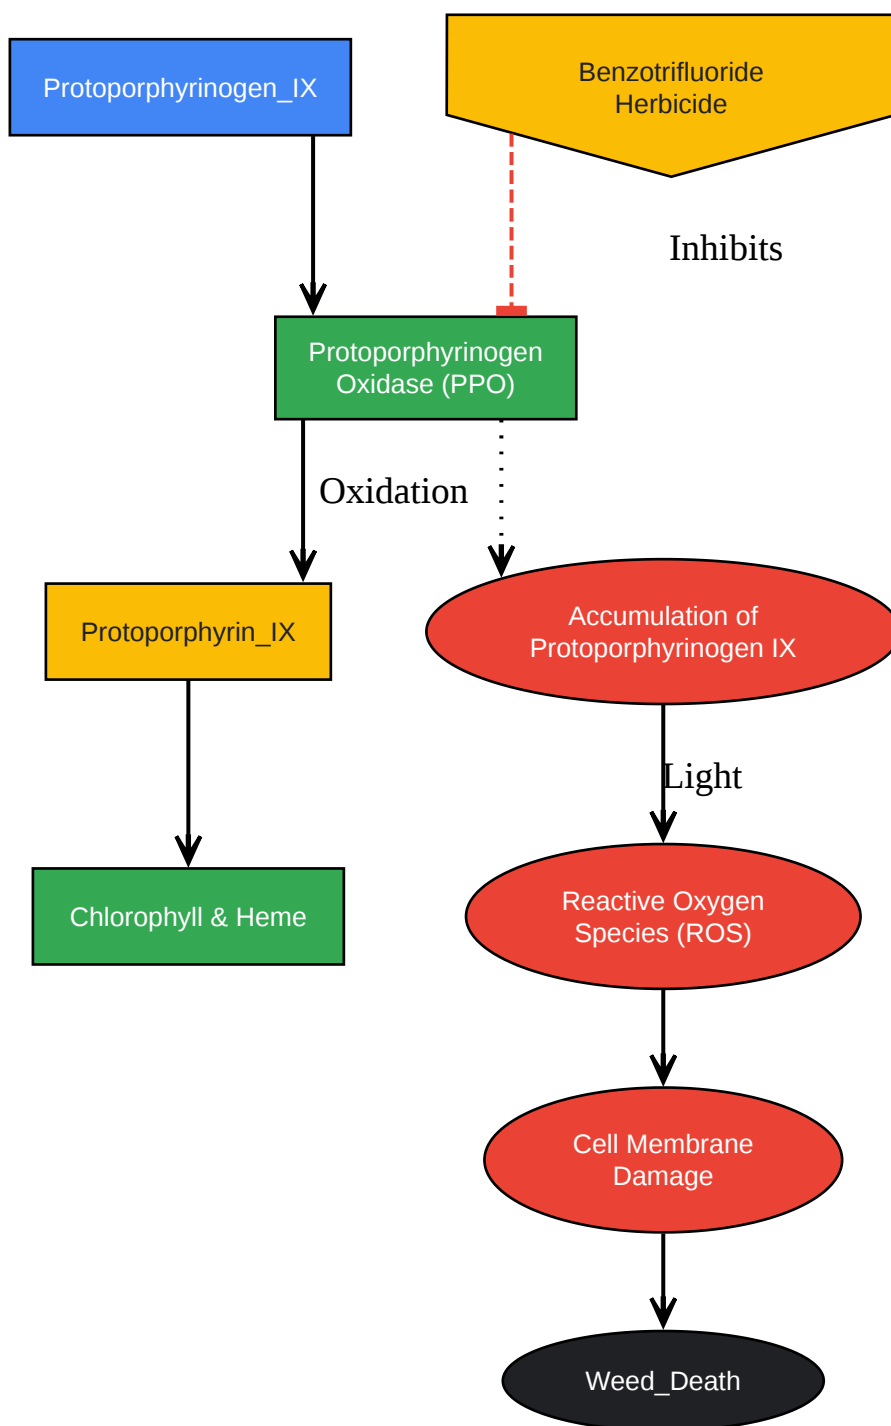 Protoporphyrinogen_IX
Benzotrifluoride
Herbicide
Inhibits
Protoporphyrinogen
Oxidase (PPO)
Oxidation
Protoporphyrin_IX
Accumulation of
Protoporphyrinogen IX
Light
Chlorophyll & Heme
Reactive Oxygen
Species (ROS)
Cell Membrane
Damage
Weed_Death